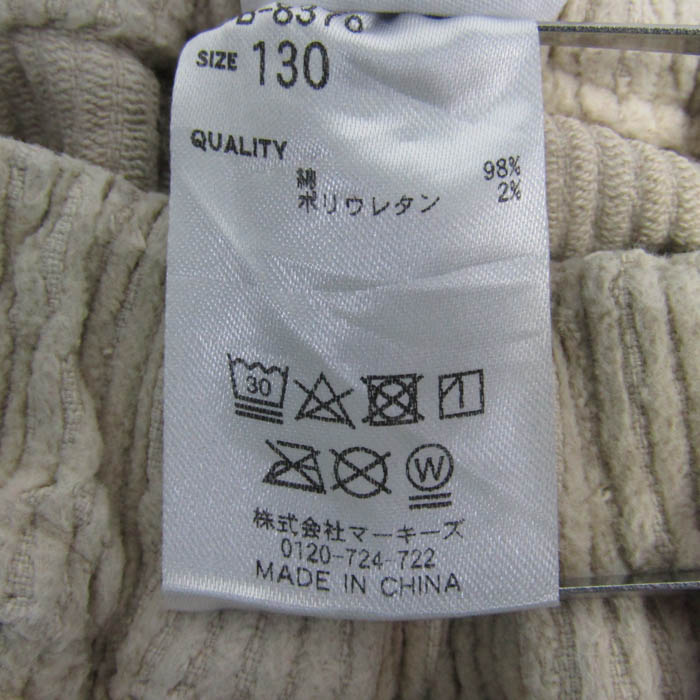 B-8376
SIZE 130
QUALITY
綿 98%
ポリウレタン 2%
30
W
株式会社マーキーズ
0120-724-722
MADE IN CHINA